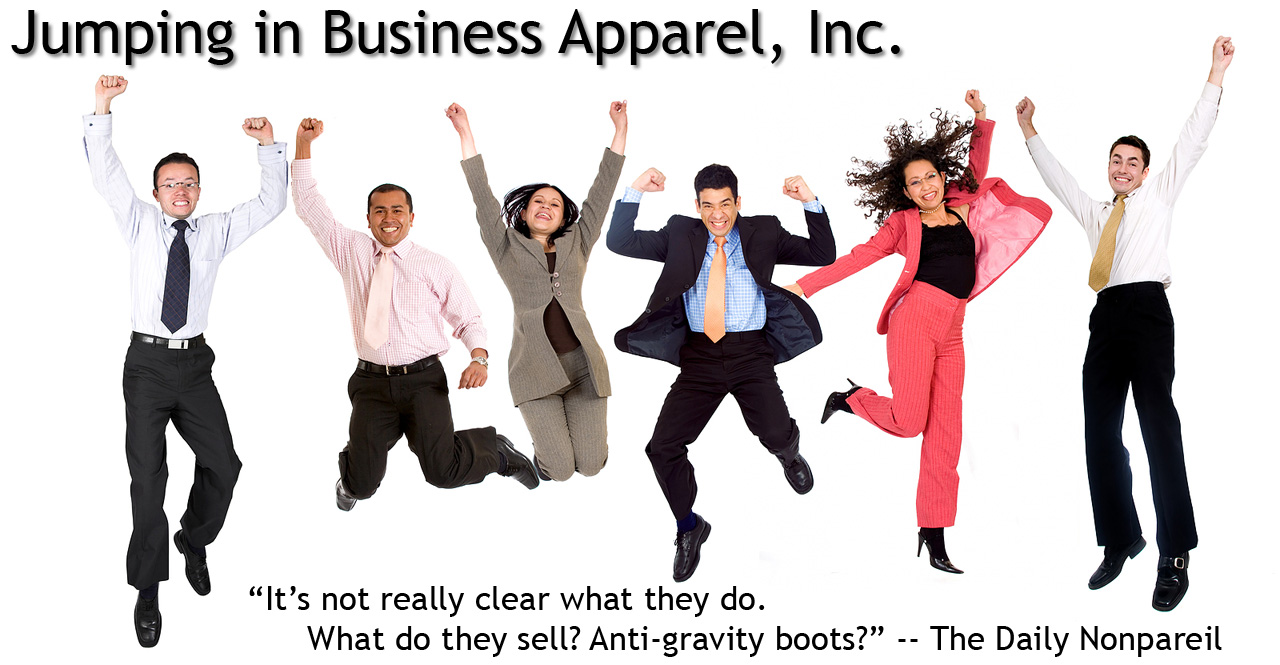 Jumping in Business Apparel, Inc.
“It’s not really clear what they do.
What do they sell? Anti-gravity boots?” -- The Daily Nonpareil